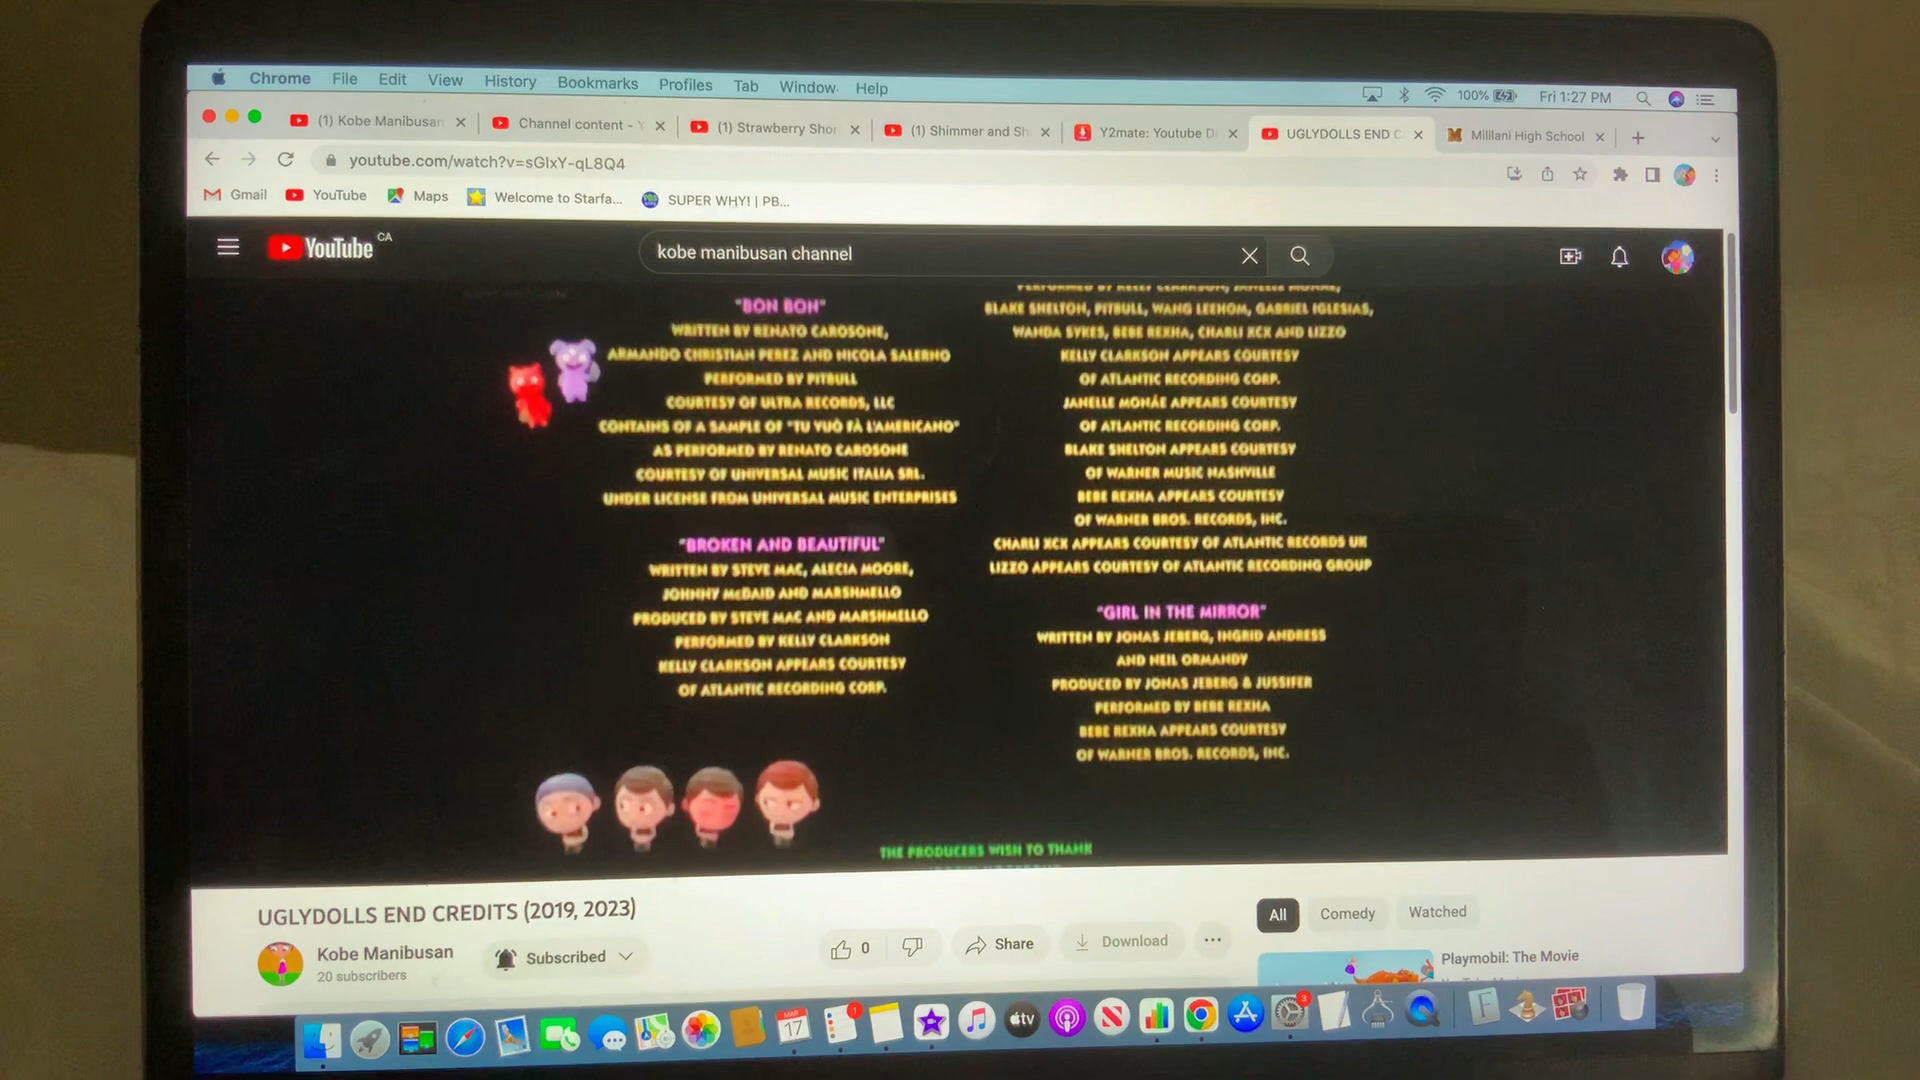 Chrome File Edit View History Bookmarks Profiles Tab Window Help
100% Fri 1:27 PM
(1) Kobe Manibusan
Channel content -
(1) Strawberry Shor
(1) Shimmer and Sh
Y2mate: Youtube D
UGLYDOLLS END C
Mililani High School
youtube.com/watch?v=sGIxY-qL8Q4
Gmail YouTube Maps Welcome to Starfa... SUPER WHY! | PB...
YouTube CA
kobe manibusan channel
"BON BON"
WRITTEN BY RENATO CAROSONE,
ARMANDO CHRISTIAN PEREZ AND NICOLA SALERNO
PERFORMED BY PITBULL
COURTESY OF ULTRA RECORDS, LLC
CONTAINS OF A SAMPLE OF "TU VUÒ FÀ L'AMERICANO"
AS PERFORMED BY RENATO CAROSONE
COURTESY OF UNIVERSAL MUSIC ITALIA SRL.
UNDER LICENSE FROM UNIVERSAL MUSIC ENTERPRISES
"BROKEN AND BEAUTIFUL"
WRITTEN BY STEVE MAC, ALECIA MOORE,
JOHNNY McDAID AND MARSHMELLO
PRODUCED BY STEVE MAC AND MARSHMELLO
PERFORMED BY KELLY CLARKSON
KELLY CLARKSON APPEARS COURTESY
OF ATLANTIC RECORDING CORP.
PERFORMED BY KELLY CLARKSON, JANELLE MONÁE,
BLAKE SHELTON, PITBULL, WANG LEEHOM, GABRIEL IGLESIAS,
WANDA SYKES, BEBE REXHA, CHARLI XCX AND LIZZO
KELLY CLARKSON APPEARS COURTESY
OF ATLANTIC RECORDING CORP.
JANELLE MONÁE APPEARS COURTESY
OF ATLANTIC RECORDING CORP.
BLAKE SHELTON APPEARS COURTESY
OF WARNER MUSIC NASHVILLE
BEBE REXHA APPEARS COURTESY
OF WARNER BROS. RECORDS, INC.
CHARLI XCX APPEARS COURTESY OF ATLANTIC RECORDS UK
LIZZO APPEARS COURTESY OF ATLANTIC RECORDING GROUP
"GIRL IN THE MIRROR"
WRITTEN BY JONAS JEBERG, INGRID ANDRESS
AND NEIL ORMANDY
PRODUCED BY JONAS JEBERG & JUSSIFER
PERFORMED BY BEBE REXHA
BEBE REXHA APPEARS COURTESY
OF WARNER BROS. RECORDS, INC.
THE PRODUCERS WISH TO THANK
UGLYDOLLS END CREDITS (2019, 2023)
Kobe Manibusan
20 subscribers
Subscribed
0
Share
Download
All Comedy Watched
Playmobil: The Movie
MAR
17
1
tv
3